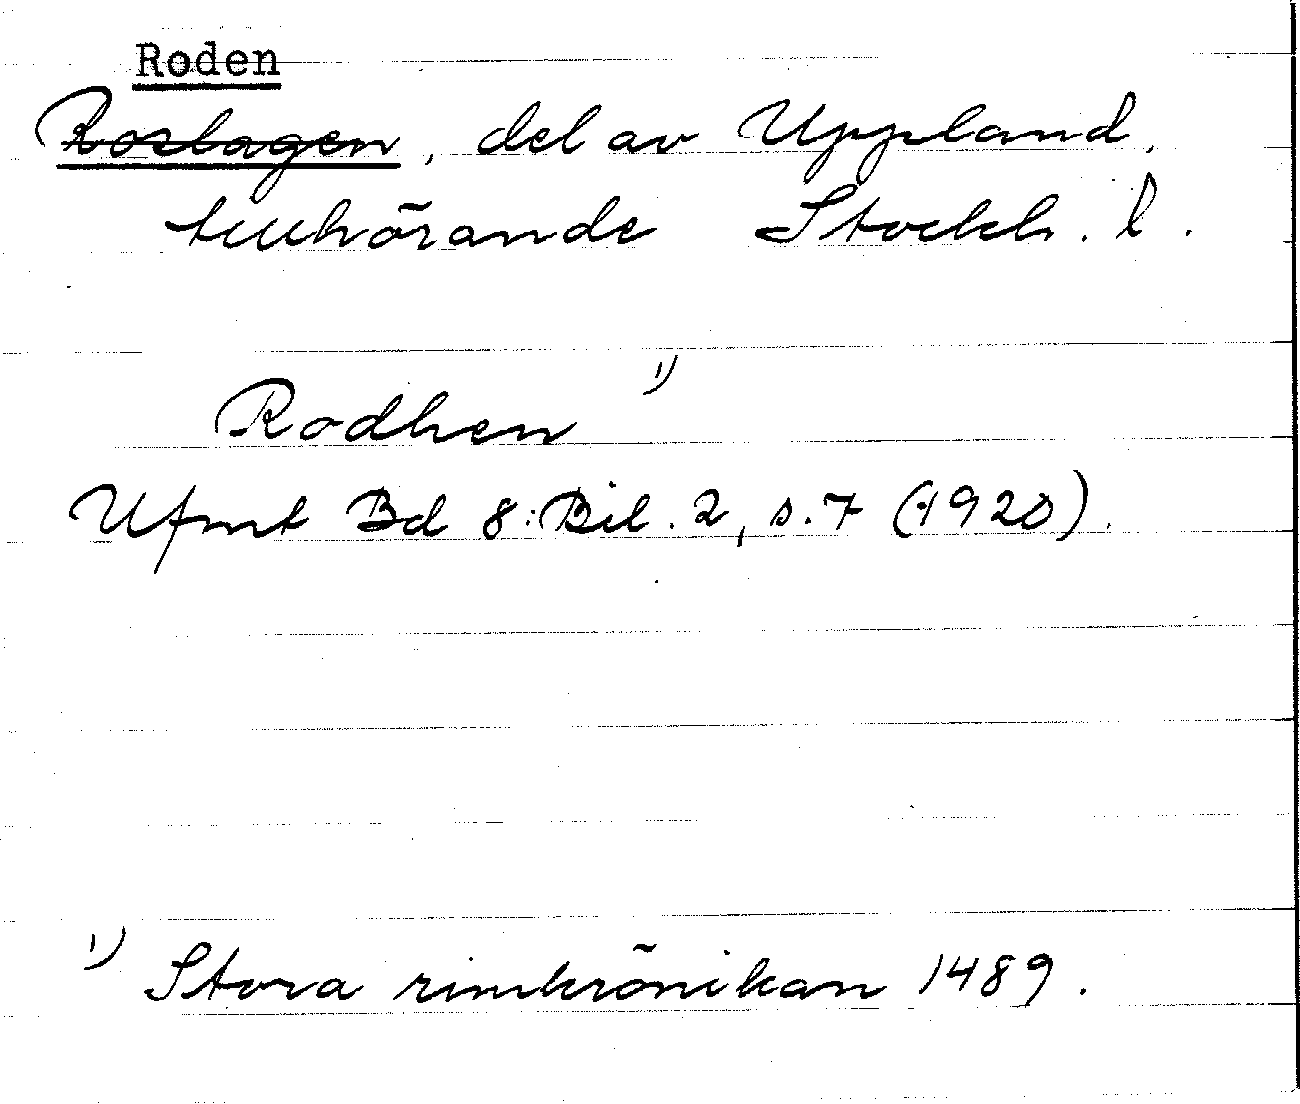 Roden
Roslagen, del av Uppland,
tillhörande Stockh. l.
Rodhen 1)
Ufmt Bd 8: Bil. 2, s. 7 (1920).
1) Stora rimkrönikan 1489.